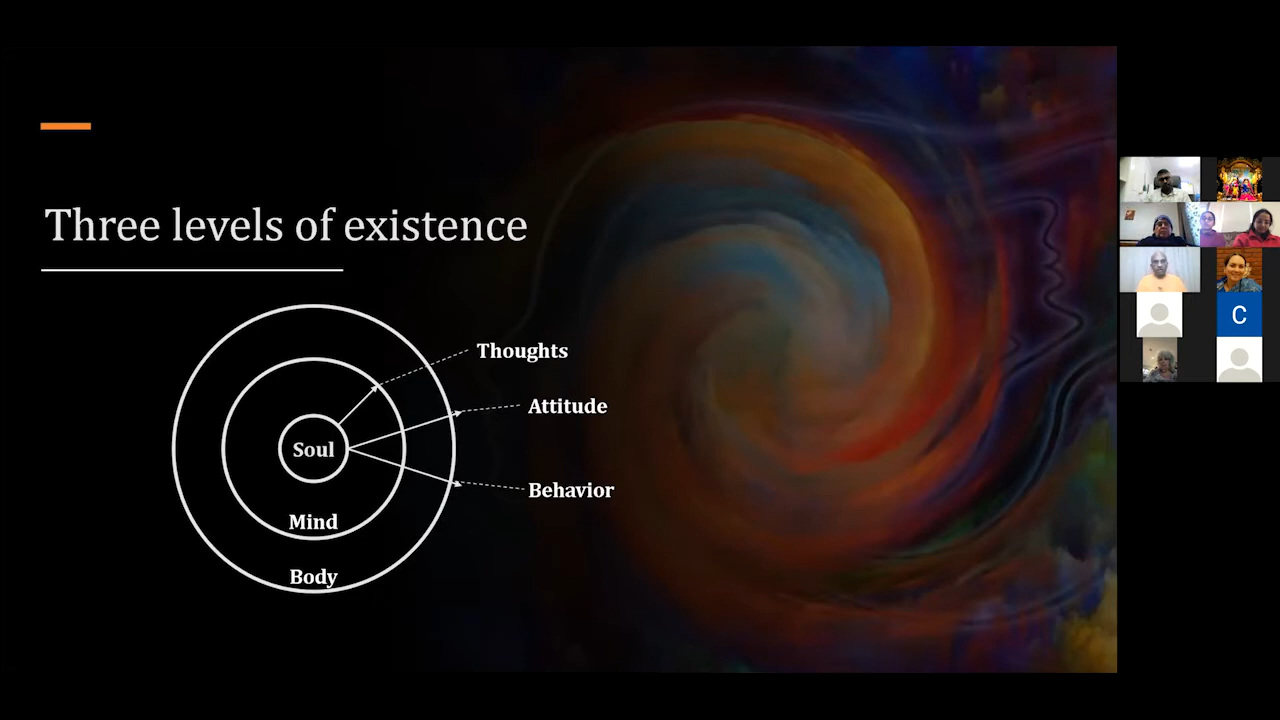 Three levels of existence
Thoughts
Attitude
Soul
Behavior
Mind
Body
C